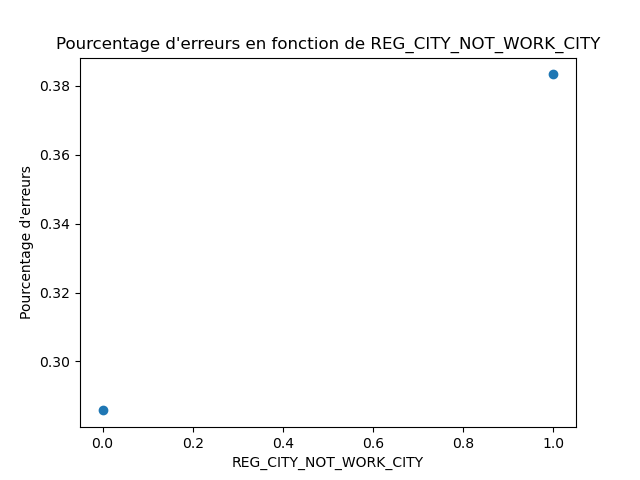 Pourcentage d'erreurs en fonction de REG_CITY_NOT_WORK_CITY
Pourcentage d'erreurs
0.38
0.36
0.34
0.32
0.30
0.0 0.2 0.4 0.6 0.8 1.0
REG_CITY_NOT_WORK_CITY